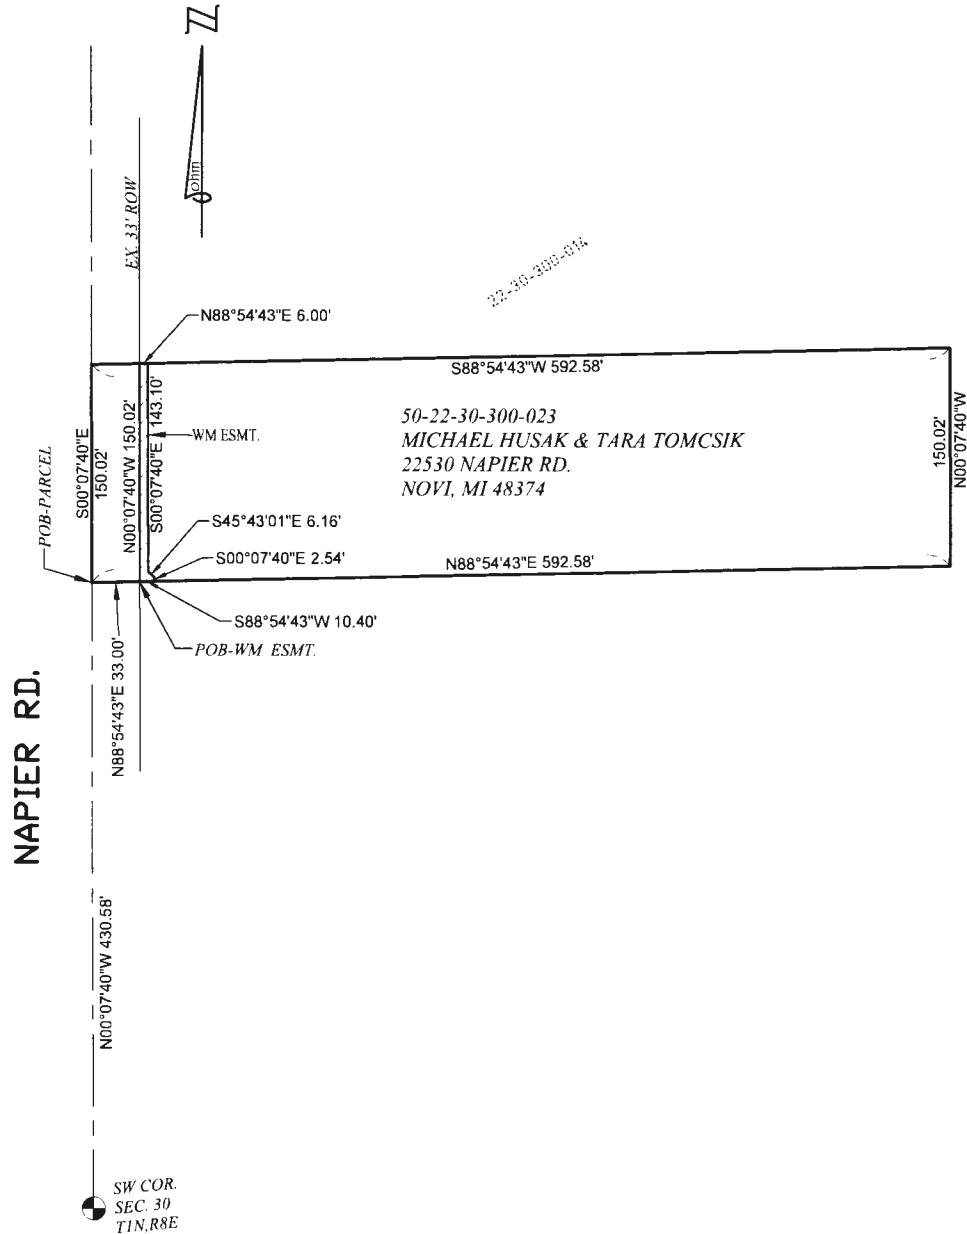 Z
ohm
EX. 33' ROW
22-30-300-014
N88°54'43"E 6.00'
S88°54'43"W 592.58'
POB-PARCEL
S00°07'40"E
150.02'
N00°07'40"W 150.02'
S00°07'40"E 143.10'
WM ESMT.
50-22-30-300-023
MICHAEL HUSAK & TARA TOMCSIK
22530 NAPIER RD.
NOVI, MI 48374
150.02'
N00°07'40"W
S45°43'01"E 6.16'
S00°07'40"E 2.54'
N88°54'43"E 592.58'
S88°54'43"W 10.40'
POB-WM ESMT.
N88°54'43"E 33.00'
NAPIER RD.
N00°07'40"W 430.58'
SW COR.
SEC. 30
T1N,R8E